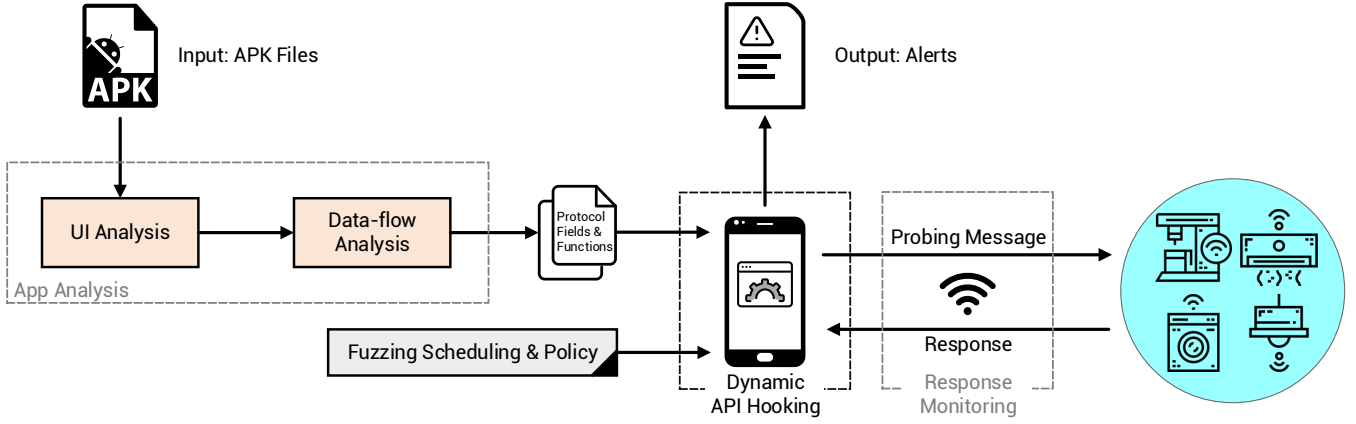 APK
Input: APK Files
Output: Alerts
UI Analysis
Data-flow
Analysis
App Analysis
Protocol
Fields &
Functions
Fuzzing Scheduling & Policy
Dynamic
API Hooking
Probing Message
Response
Response
Monitoring